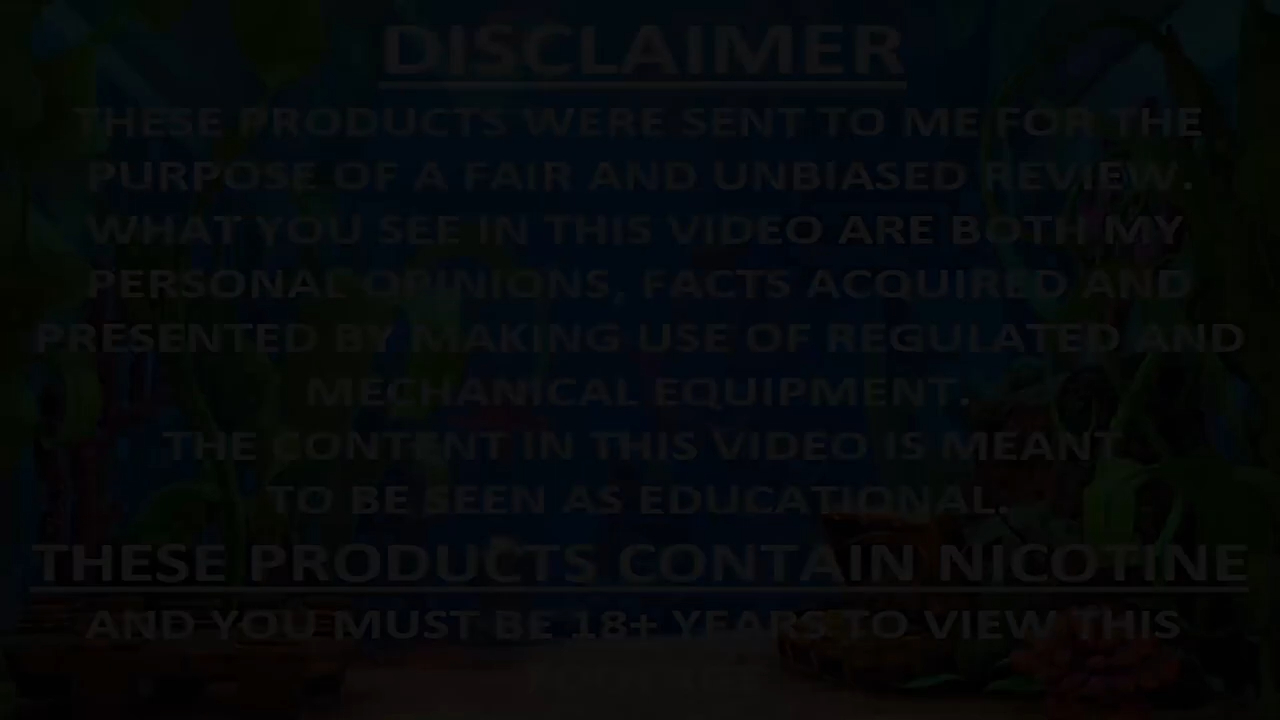 DISCLAIMER
THESE PRODUCTS WERE SENT TO ME FOR THE
PURPOSE OF A FAIR AND UNBIASED REVIEW.
WHAT YOU SEE IN THIS VIDEO ARE BOTH MY
PERSONAL OPINIONS, FACTS ACQUIRED AND
PRESENTED BY MAKING USE OF REGULATED AND
MECHANICAL EQUIPMENT.
THE CONTENT IN THIS VIDEO IS MEANT
TO BE SEEN AS EDUCATIONAL.
THESE PRODUCTS CONTAIN NICOTINE
AND YOU MUST BE 18+ YEARS TO VIEW THIS